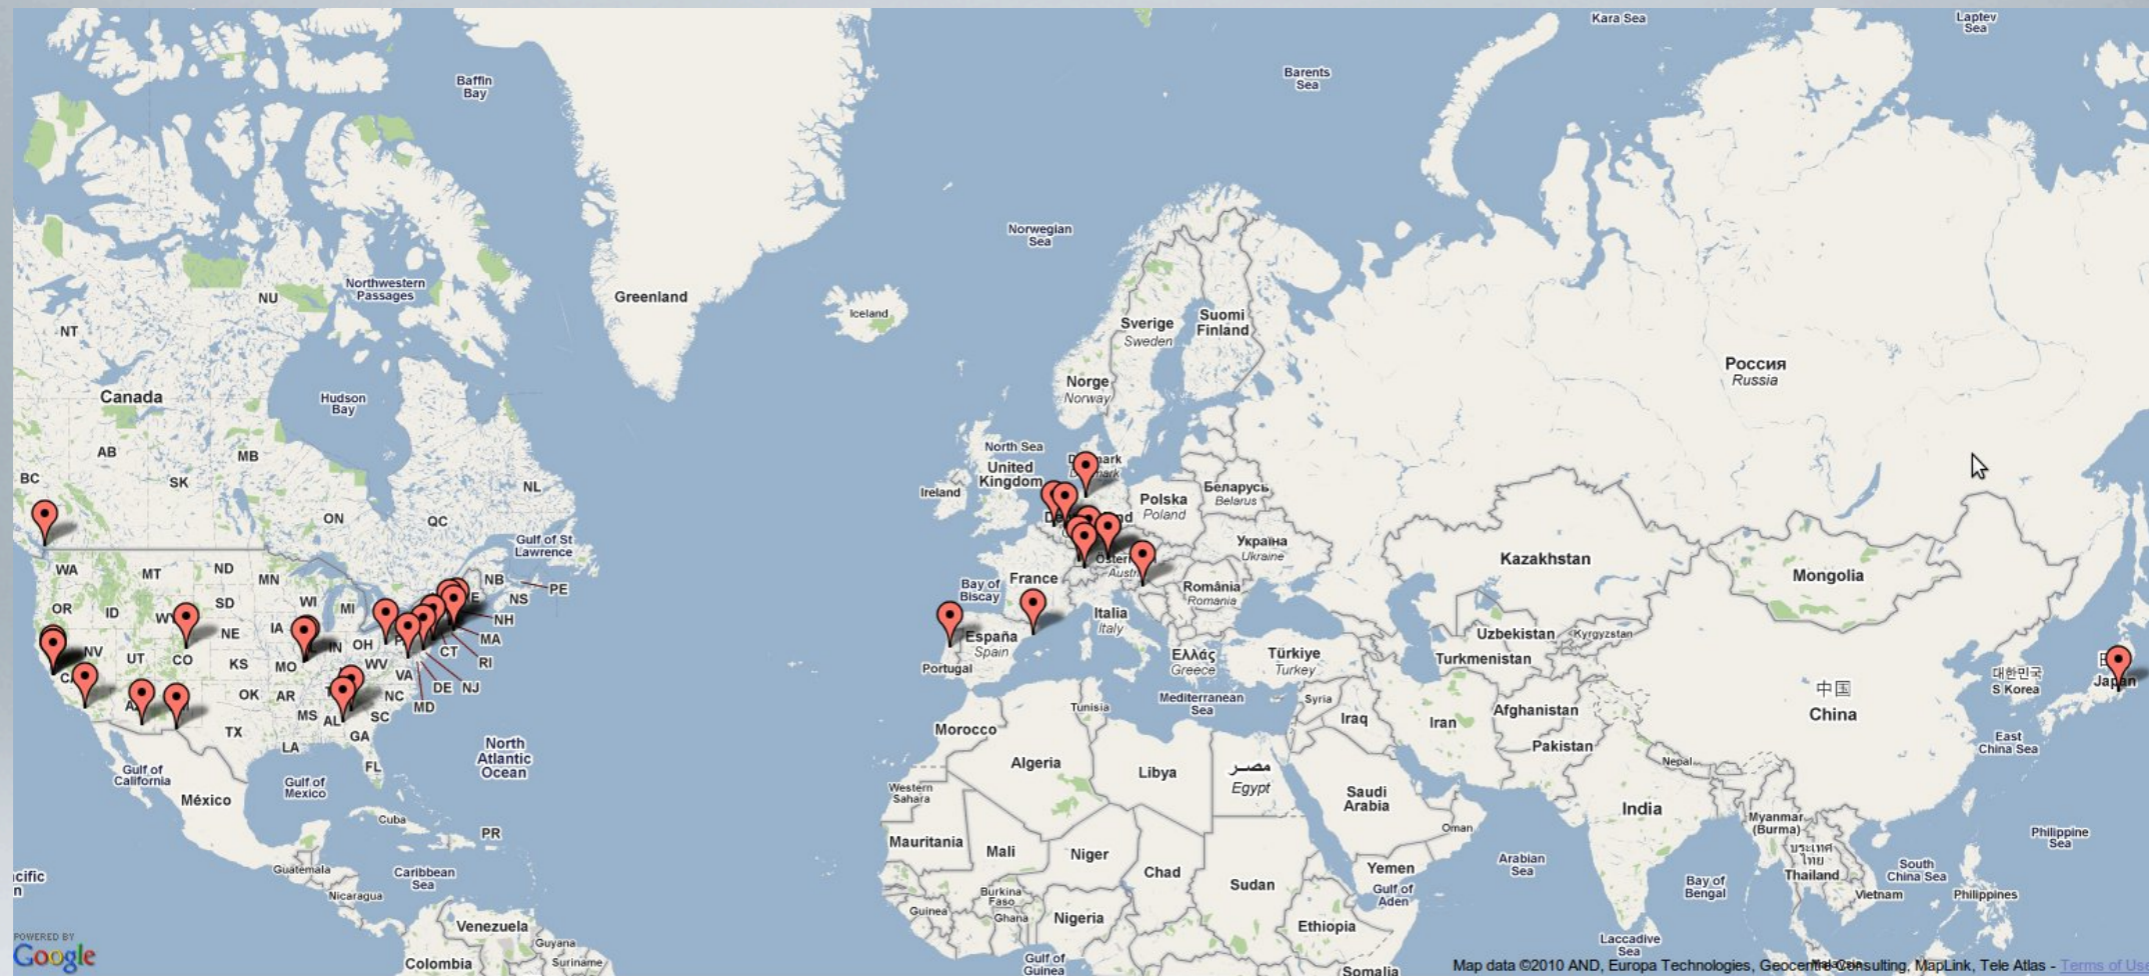 Kara Sea
Laptev
Sea
Baffin
Bay
Barents
Sea
Norwegian
Sea
Northwestern
Passages
NU
Greenland
Iceland
NT
Sverige
Sweden
Suomi
Finland
Россия
Russia
Norge
Norway
Canada
Hudson
Bay
AB
MB
BC
SK
NL
ON
QC
Gulf of St
Lawrence
North Sea
United
Kingdom
Ireland
Polska
Poland
Беларусь
Belarus
Україна
Ukraine
Kazakhstan
Mongolia
WA
MT
ND
MN
NB
PE
NS
OR
ID
SD
WI
MI
NH
IA
NE
MA
NV
UT
CO
IN
OH
CT
RI
KS
MO
WV
VA
DE
NJ
OK
AR
NC
MD
MS
AL
SC
TX
GA
LA
FL
Bay of
Biscay
France
România
Romania
Italia
Italy
España
Spain
Portugal
Ελλάς
Greece
Türkiye
Turkey
Uzbekistan
Kyrgyzstan
Turkmenistan
대한민국
S Korea
Japan
中国
China
Mediterranean
Sea
Syria
Tunisia
Morocco
Iraq
Iran
Afghanistan
Pakistan
East
China Sea
North
Atlantic
Ocean
Gulf of
California
Gulf of
Mexico
México
Algeria
Libya
مصر
Egypt
Nepal
Western
Sahara
Saudi
Arabia
India
Myanmar
(Burma)
Oman
Cuba
PR
Philippine
Sea
Mauritania
Mali
Niger
Chad
Sudan
Yemen
Gulf of
Aden
Arabian
Sea
Bay of
Bengal
ประเทศ
ไทย
Thailand
South
China Sea
Vietnam
Philippines
Guatemala
Caribbean
Sea
Nicaragua
Burkina
Faso
Guinea
Ghana
Nigeria
Ethiopia
Venezuela
Guyana
Suriname
Colombia
Gulf of
Guinea
Somalia
Laccadive
Sea
POWERED BY
Google
Map data ©2010 AND, Europa Technologies, Geocentre Consulting, MapLink, Tele Atlas - Terms of Us